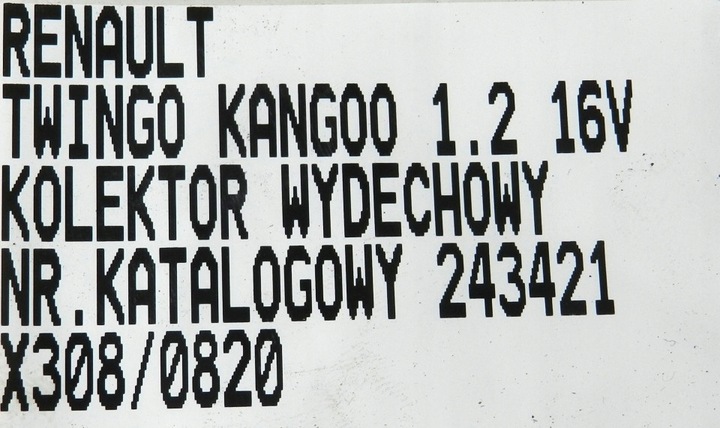 RENAULT
TWINGO KANGOO 1.2 16V
KOLEKTOR WYDECHOWY
NR.KATALOGOWY 243421
X308/0820